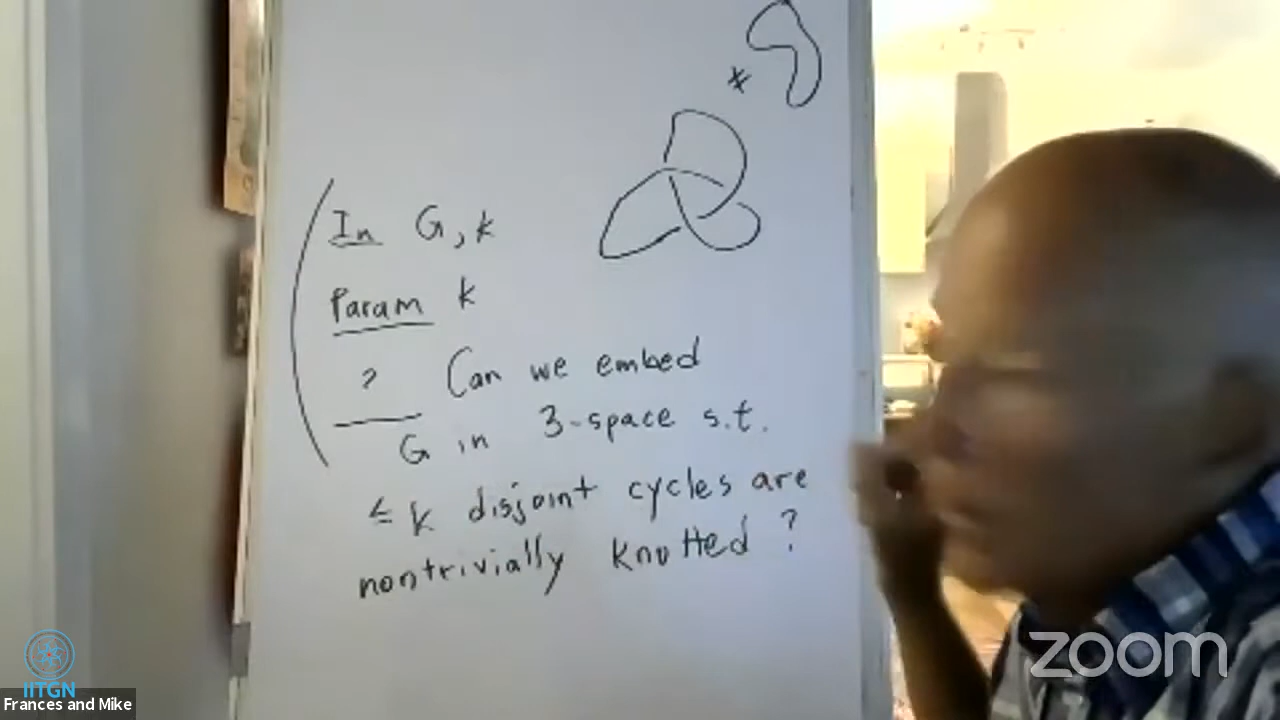 *
In G, k
Param k
? Can we embed
G in 3-space s.t.
≤ k disjoint cycles are
nontrivially knotted ?
zoom
IITGN
Frances and Mike